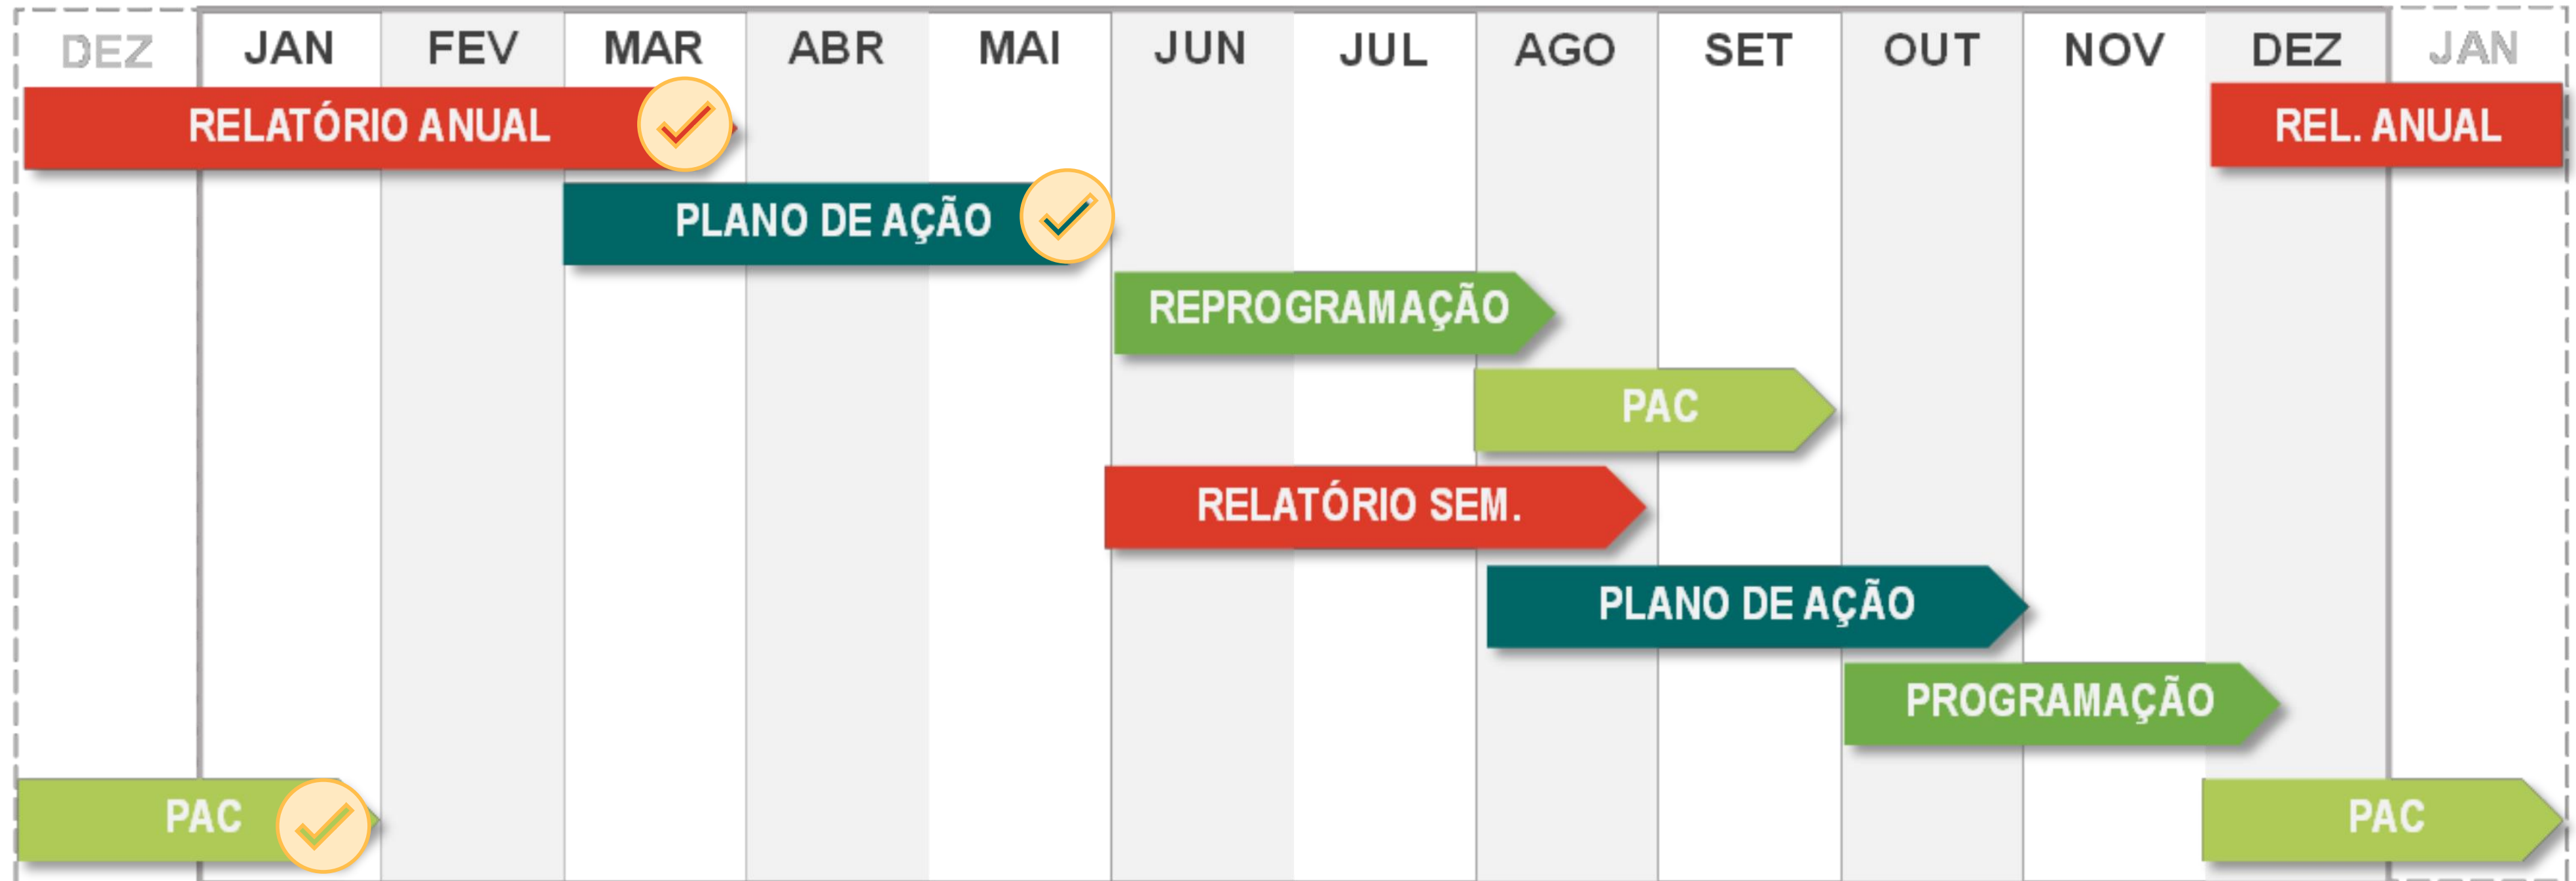 DEZ JAN FEV MAR ABR MAI JUN JUL AGO SET OUT NOV DEZ JAN
RELATÓRIO ANUAL REL. ANUAL
PLANO DE AÇÃO
REPROGRAMAÇÃO
PAC
RELATÓRIO SEM.
PLANO DE AÇÃO
PROGRAMAÇÃO
PAC PAC